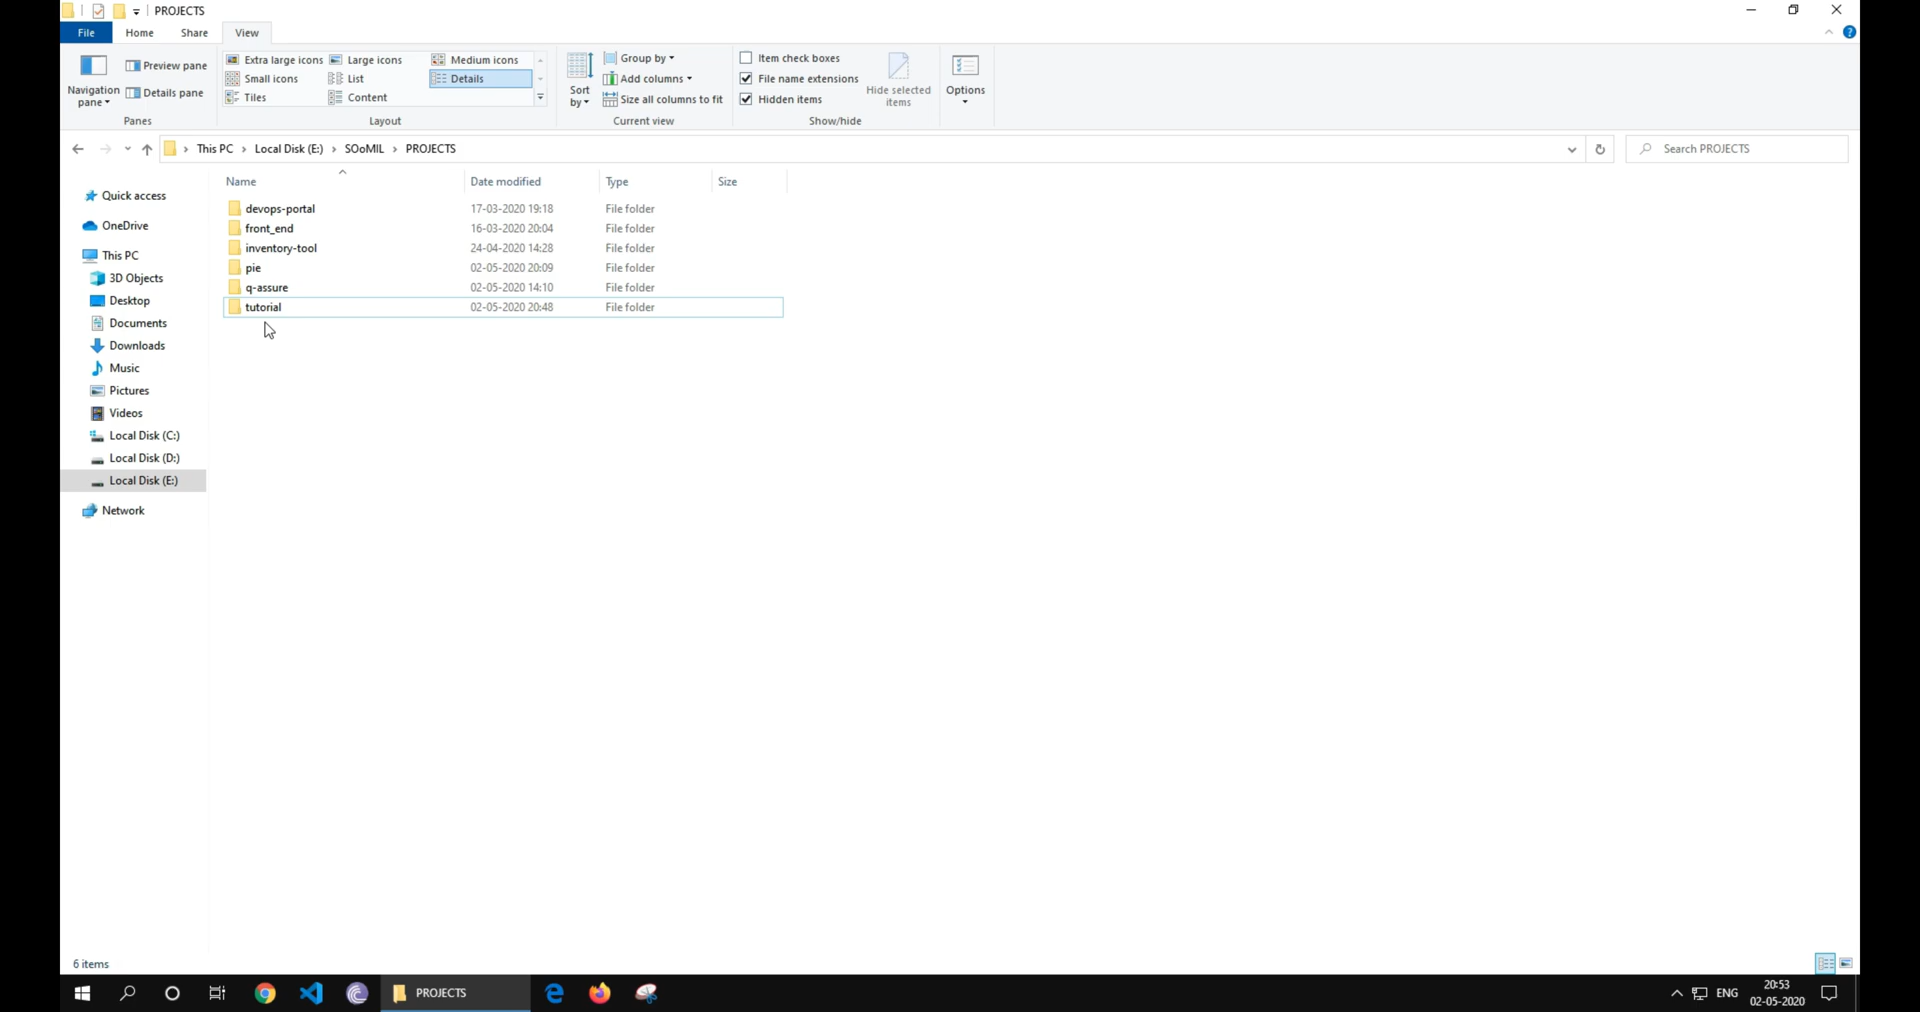 PROJECTS
File Home Share View
Navigation pane Preview pane Details pane
Panes
Extra large icons Large icons Medium icons
Small icons List Details
Tiles Content
Layout
Sort by Group by
Add columns
Size all columns to fit
Current view
Item check boxes
File name extensions
Hidden items
Hide selected items
Show/hide
Options
This PC Local Disk (E:) SOoMIL PROJECTS
Search PROJECTS
Quick access
OneDrive
This PC
3D Objects
Desktop
Documents
Downloads
Music
Pictures
Videos
Local Disk (C:)
Local Disk (D:)
Local Disk (E:)
Network
Name Date modified Type Size
devops-portal 17-03-2020 19:18 File folder
front_end 16-03-2020 20:04 File folder
inventory-tool 24-04-2020 14:28 File folder
pie 02-05-2020 20:09 File folder
q-assure 02-05-2020 14:10 File folder
tutorial 02-05-2020 20:48 File folder
6 items
PROJECTS
ENG
20:53
02-05-2020